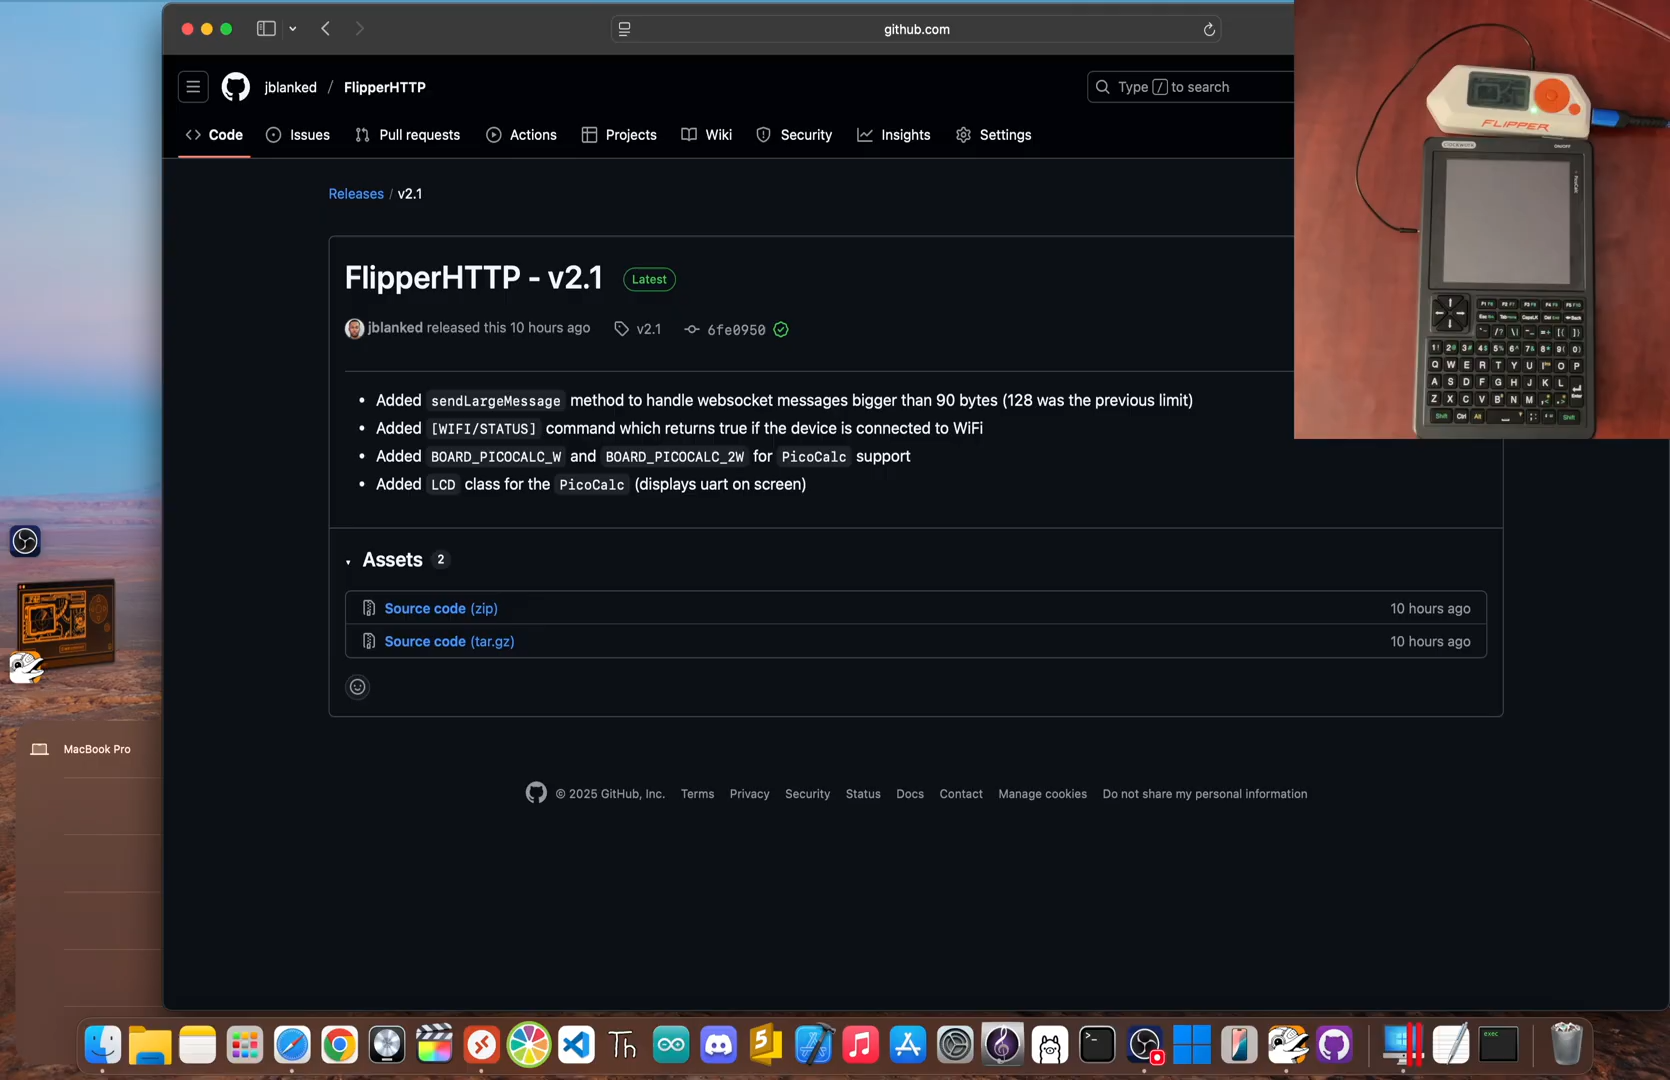 github.com
jblanked / FlipperHTTP
Type / to search
Code Issues Pull requests Actions Projects Wiki Security Insights Settings
Releases / v2.1
FlipperHTTP - v2.1 Latest
jblanked released this 10 hours ago v2.1 6fe0950
• Added sendLargeMessage method to handle websocket messages bigger than 90 bytes (128 was the previous limit)
• Added [WIFI/STATUS] command which returns true if the device is connected to WiFi
• Added BOARD_PICOCALC_W and BOARD_PICOCALC_2W for PicoCalc support
• Added LCD class for the PicoCalc (displays uart on screen)
Assets 2
Source code (zip) 10 hours ago
Source code (tar.gz) 10 hours ago
MacBook Pro
© 2025 GitHub, Inc. Terms Privacy Security Status Docs Contact Manage cookies Do not share my personal information
FLIPPER
CLOCKWORK ON/OFF
PicoCalc
Q W E R T Y U I O P
A S D F G H J K L
Z X C V B N M
Th
exec